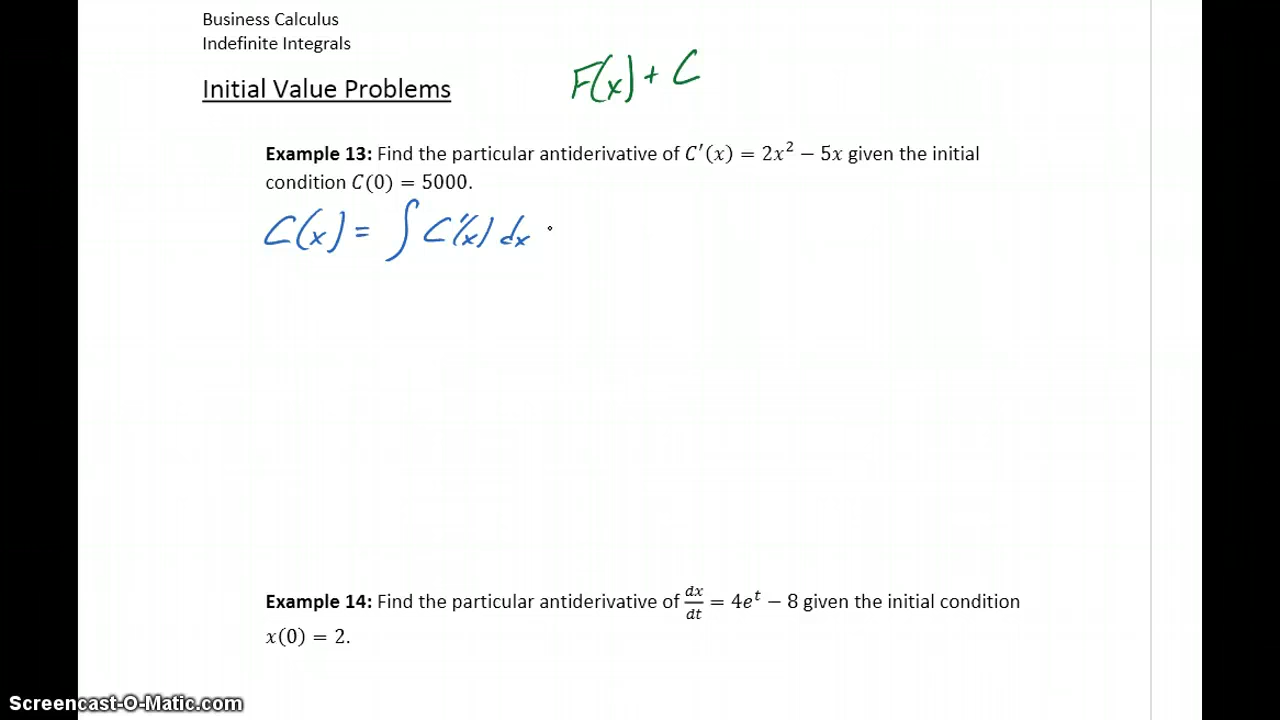 Business Calculus
Indefinite Integrals
F(x) + C
Initial Value Problems
Example 13: Find the particular antiderivative of C′(x) = 2x² − 5x given the initial
condition C(0) = 5000.
C(x) = ∫ C′(x) dx
Example 14: Find the particular antiderivative of dx/dt = 4eᵗ − 8 given the initial condition
x(0) = 2.
Screencast-O-Matic.com